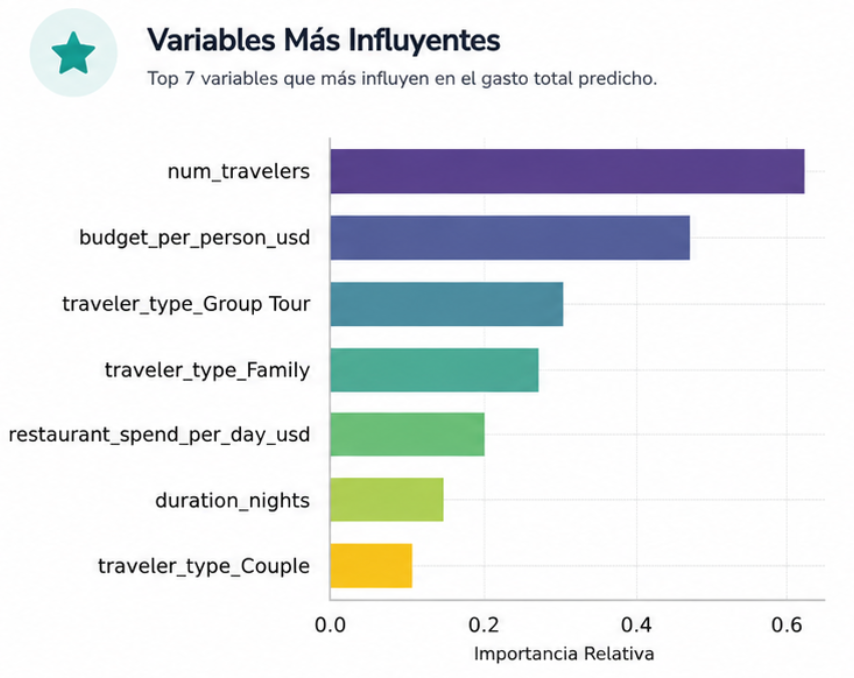 Variables Más Influyentes
Top 7 variables que más influyen en el gasto total predicho.
num_travelers
budget_per_person_usd
traveler_type_Group Tour
traveler_type_Family
restaurant_spend_per_day_usd
duration_nights
traveler_type_Couple
0.0 0.2 0.4 0.6
Importancia Relativa